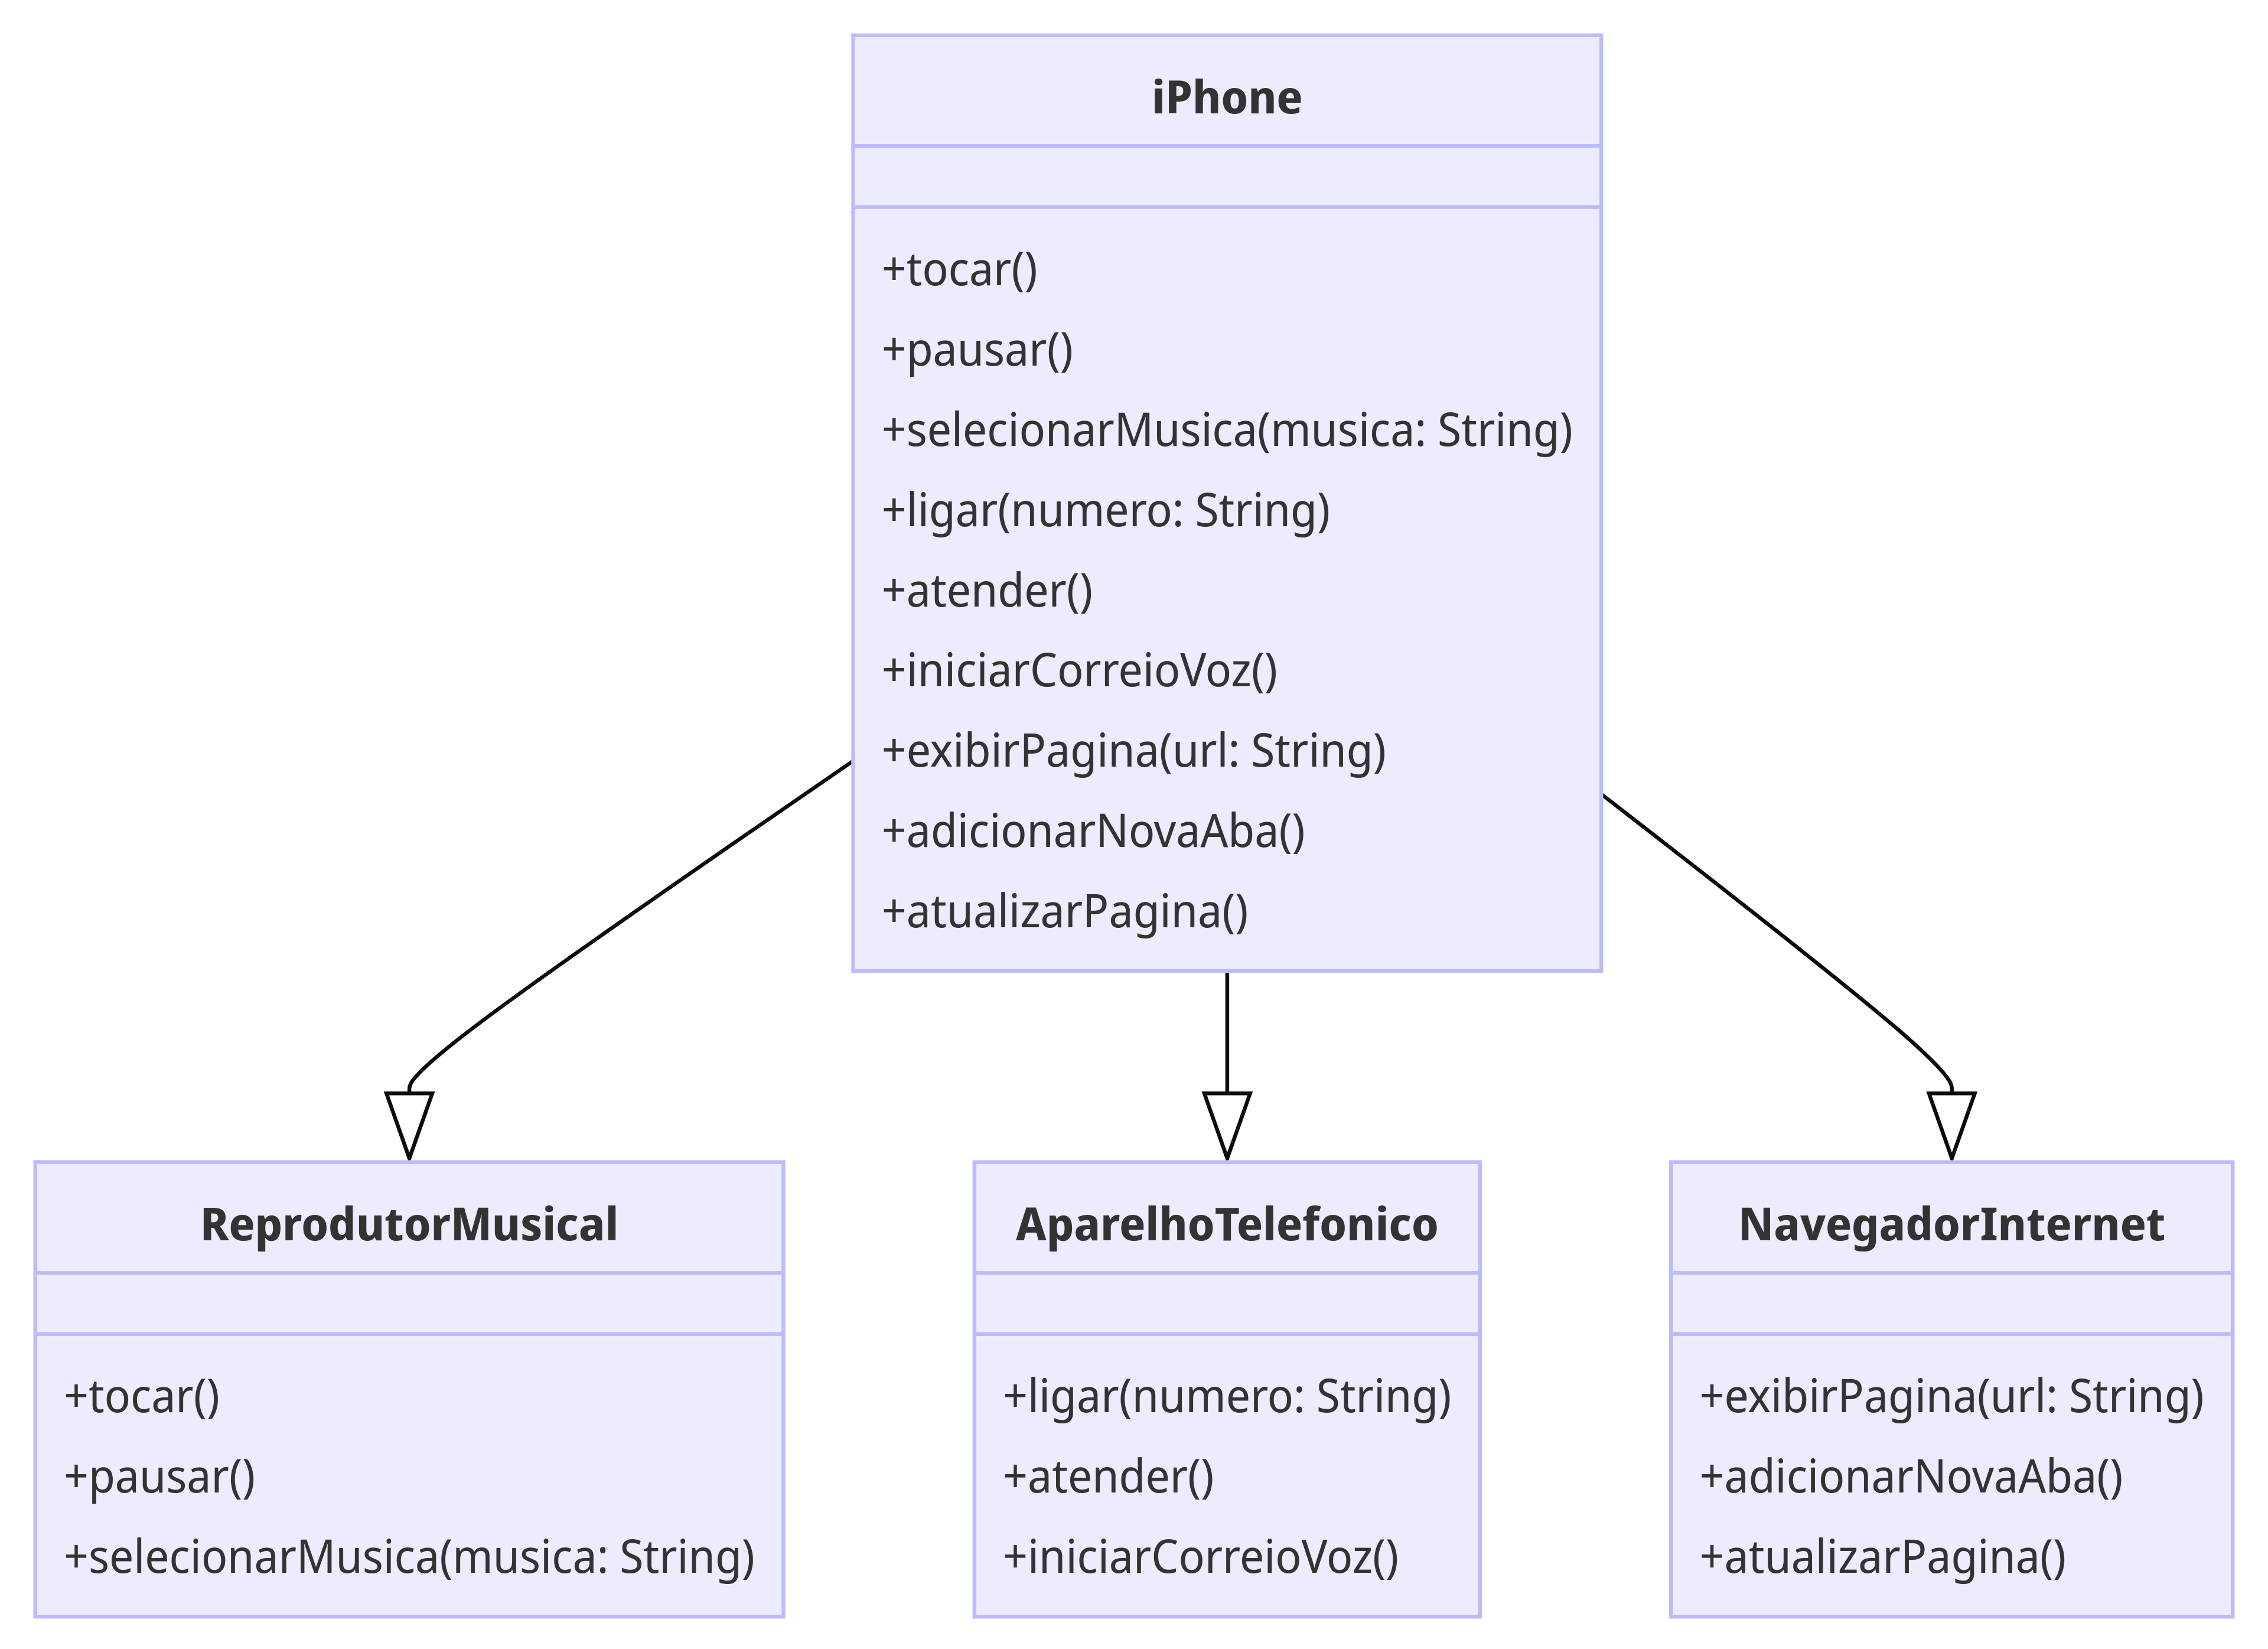 iPhone
+tocar()
+pausar()
+selecionarMusica(musica: String)
+ligar(numero: String)
+atender()
+iniciarCorreioVoz()
+exibirPagina(url: String)
+adicionarNovaAba()
+atualizarPagina()
ReprodutorMusical
+tocar()
+pausar()
+selecionarMusica(musica: String)
AparelhoTelefonico
+ligar(numero: String)
+atender()
+iniciarCorreioVoz()
NavegadorInternet
+exibirPagina(url: String)
+adicionarNovaAba()
+atualizarPagina()